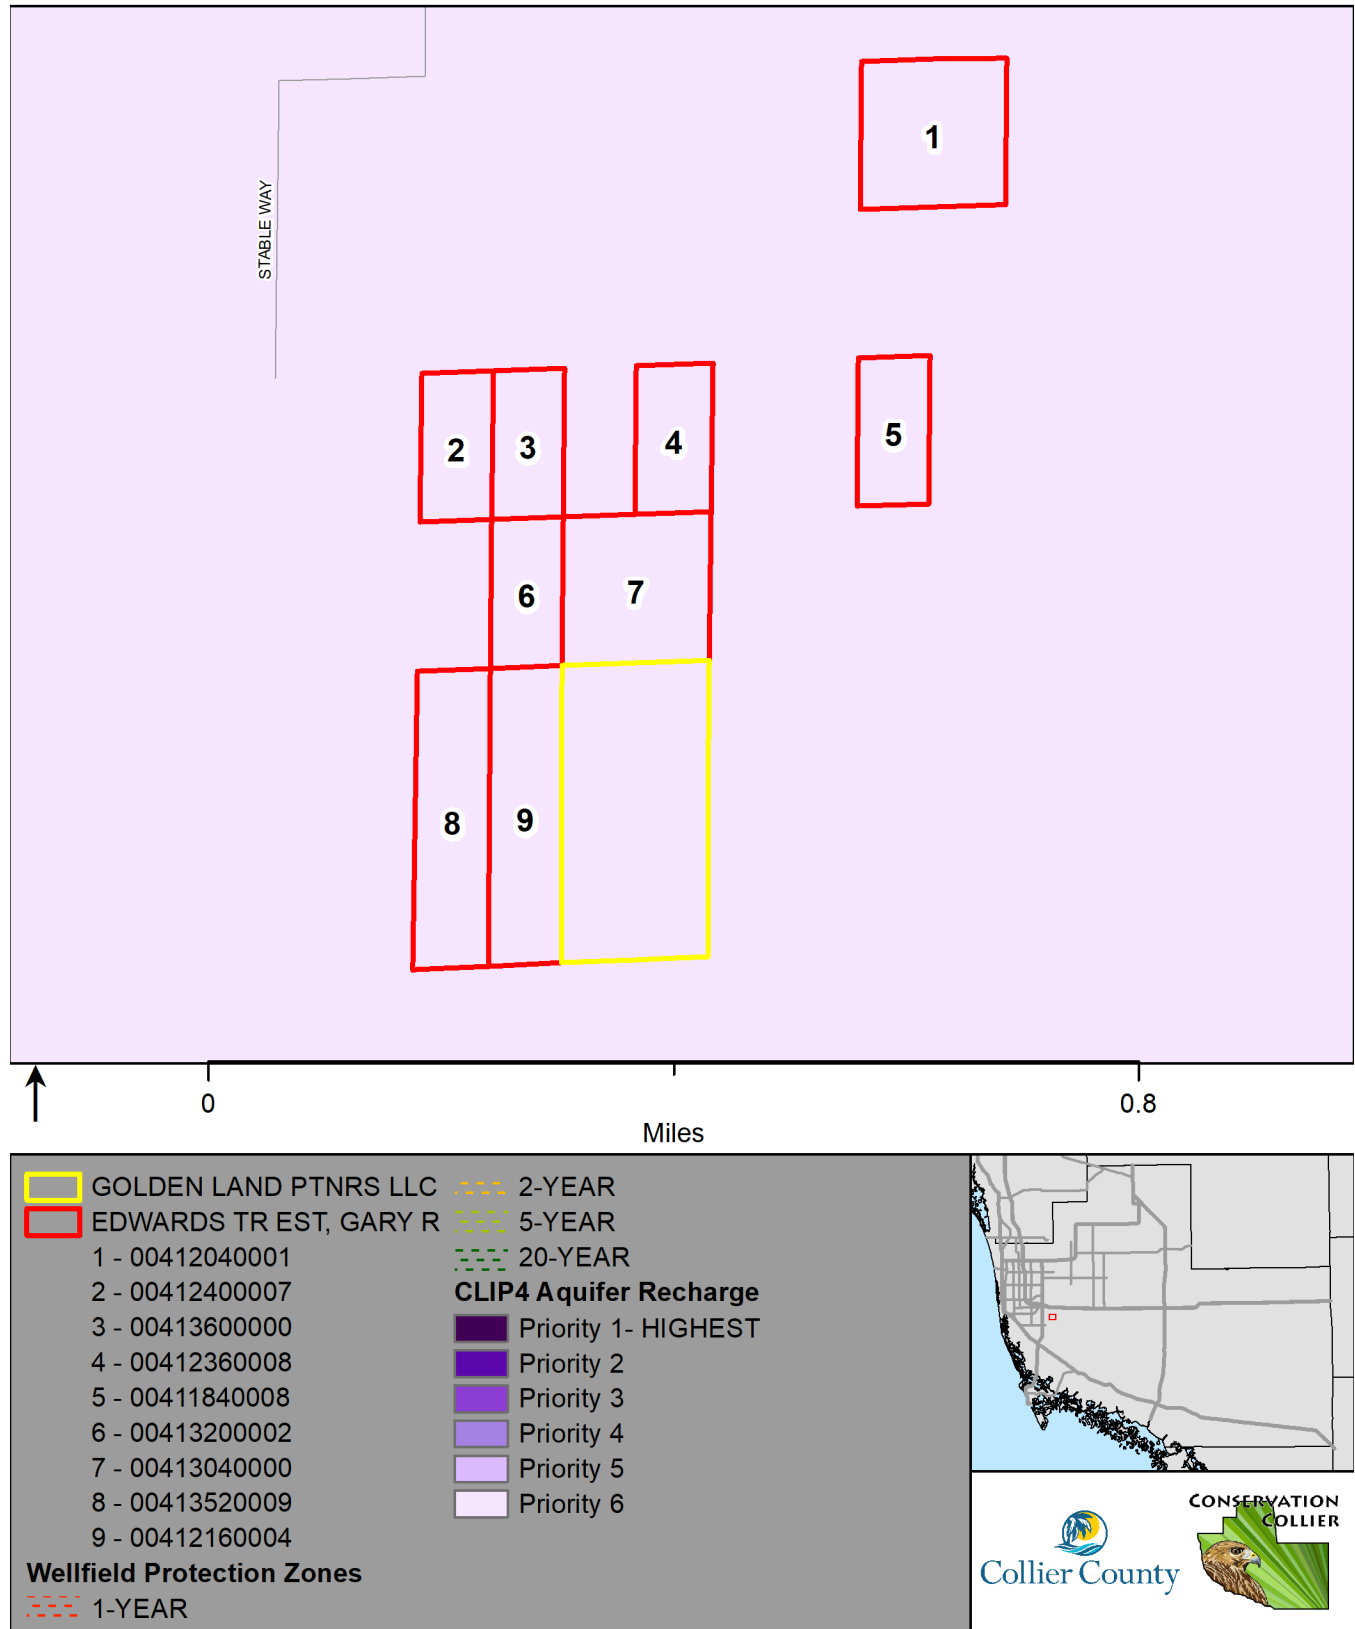 1
STABLE WAY
2
3
4
5
6
7
8
9
0
0.8
Miles
GOLDEN LAND PTNRS LLC
EDWARDS TR EST, GARY R
1 - 00412040001
2 - 00412400007
3 - 00413600000
4 - 00412360008
5 - 00411840008
6 - 00413200002
7 - 00413040000
8 - 00413520009
9 - 00412160004
Wellfield Protection Zones
1-YEAR
2-YEAR
5-YEAR
20-YEAR
CLIP4 Aquifer Recharge
Priority 1- HIGHEST
Priority 2
Priority 3
Priority 4
Priority 5
Priority 6
Collier County
CONSERVATION
COLLIER